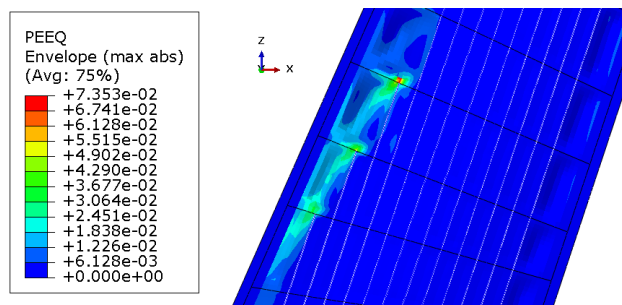 PEEQ
Envelope (max abs)
(Avg: 75%)
+7.353e-02
+6.741e-02
+6.128e-02
+5.515e-02
+4.902e-02
+4.290e-02
+3.677e-02
+3.064e-02
+2.451e-02
+1.838e-02
+1.226e-02
+6.128e-03
+0.000e+00
Z
Y
X